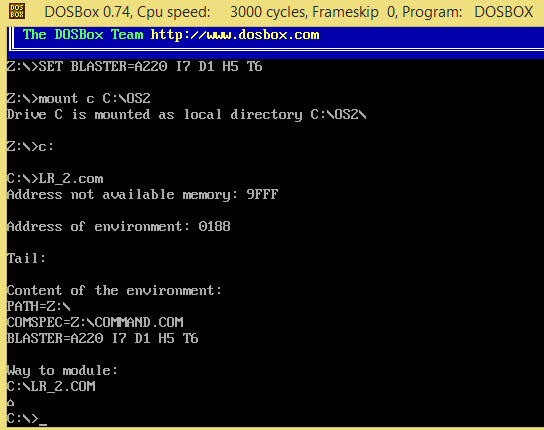 DOSBox 0.74, Cpu speed: 3000 cycles, Frameskip 0, Program: DOSBOX
The DOSBox Team http://www.dosbox.com
Z:\>SET BLASTER=A220 I7 D1 H5 T6
Z:\>mount c C:\OS2
Drive C is mounted as local directory C:\OS2\
Z:\>c:
C:\>LR_2.com
Address not available memory: 9FFF
Address of environment: 0188
Tail:
Content of the environment:
PATH=Z:\
COMSPEC=Z:\COMMAND.COM
BLASTER=A220 I7 D1 H5 T6
Way to module:
C:\LR_2.COM
⌂
C:\>_